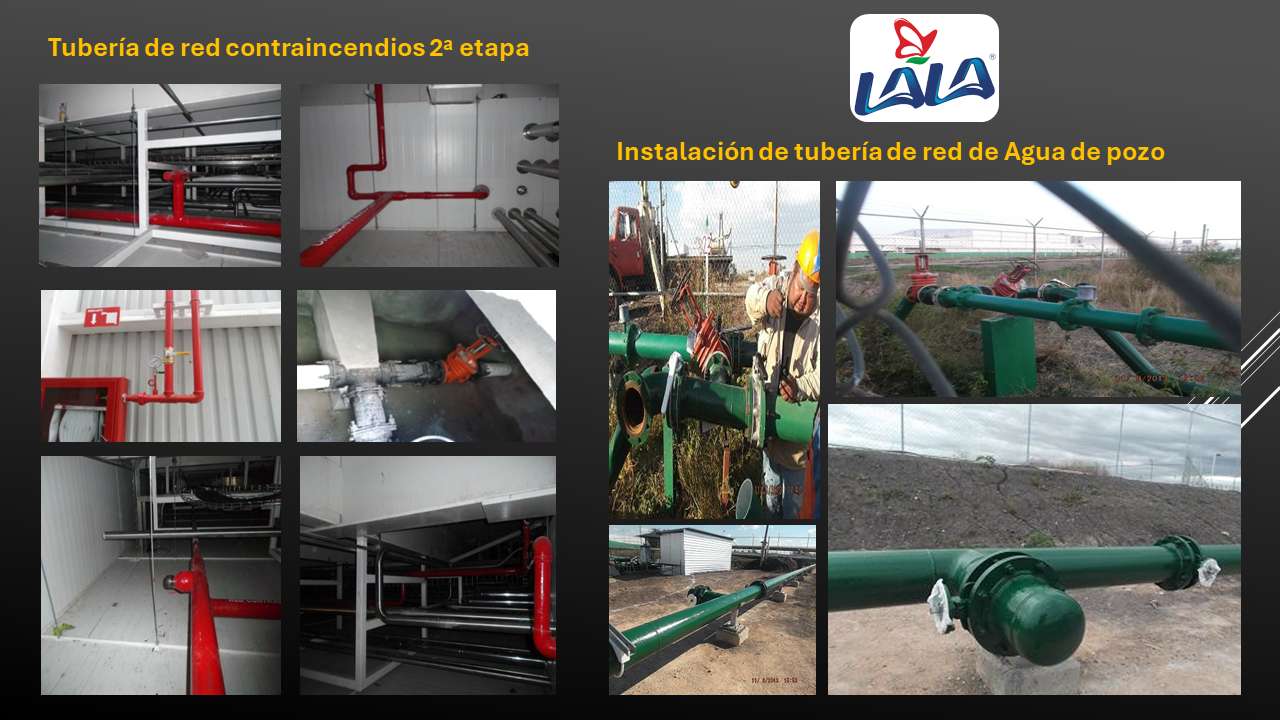 Tubería de red contraincendios 2ª etapa
LALA®
Instalación de tubería de red de Agua de pozo